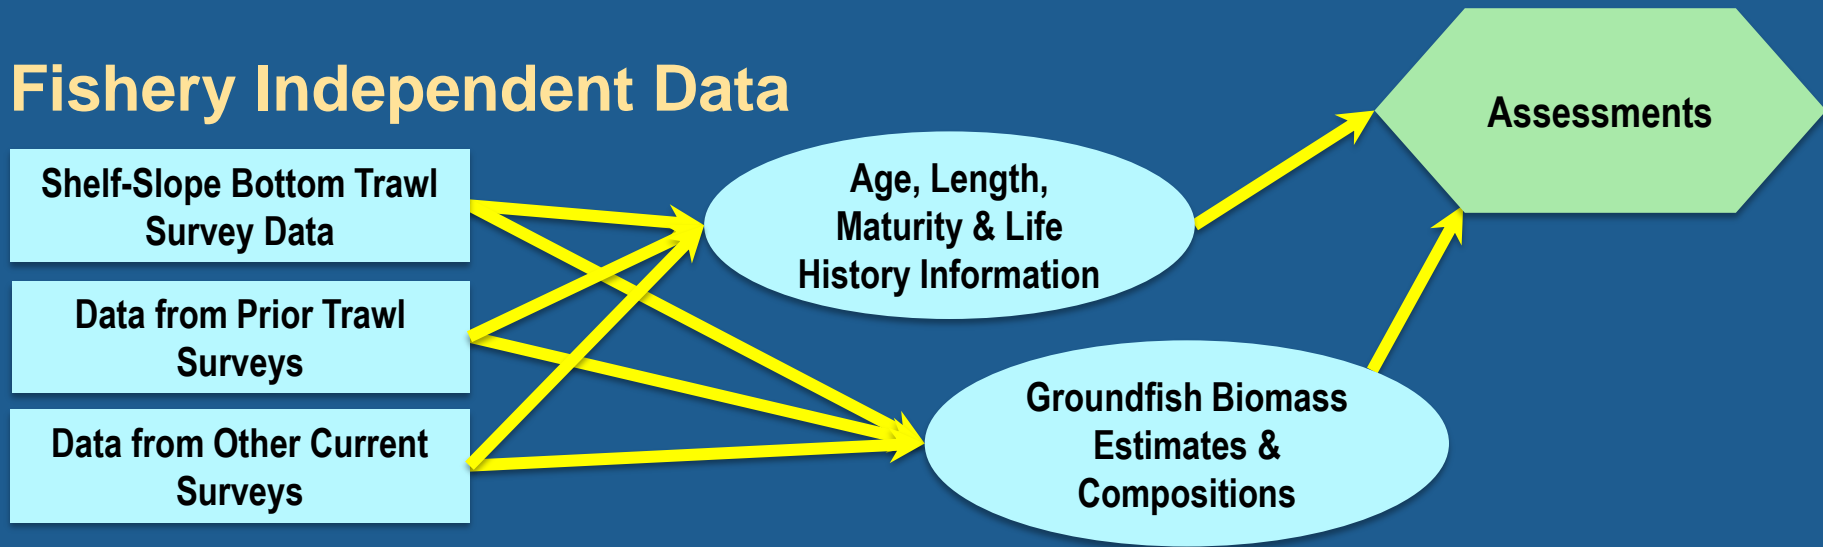 Fishery Independent Data
Shelf-Slope Bottom Trawl
Survey Data
Data from Prior Trawl
Surveys
Data from Other Current
Surveys
Age, Length,
Maturity & Life
History Information
Groundfish Biomass
Estimates &
Compositions
Assessments